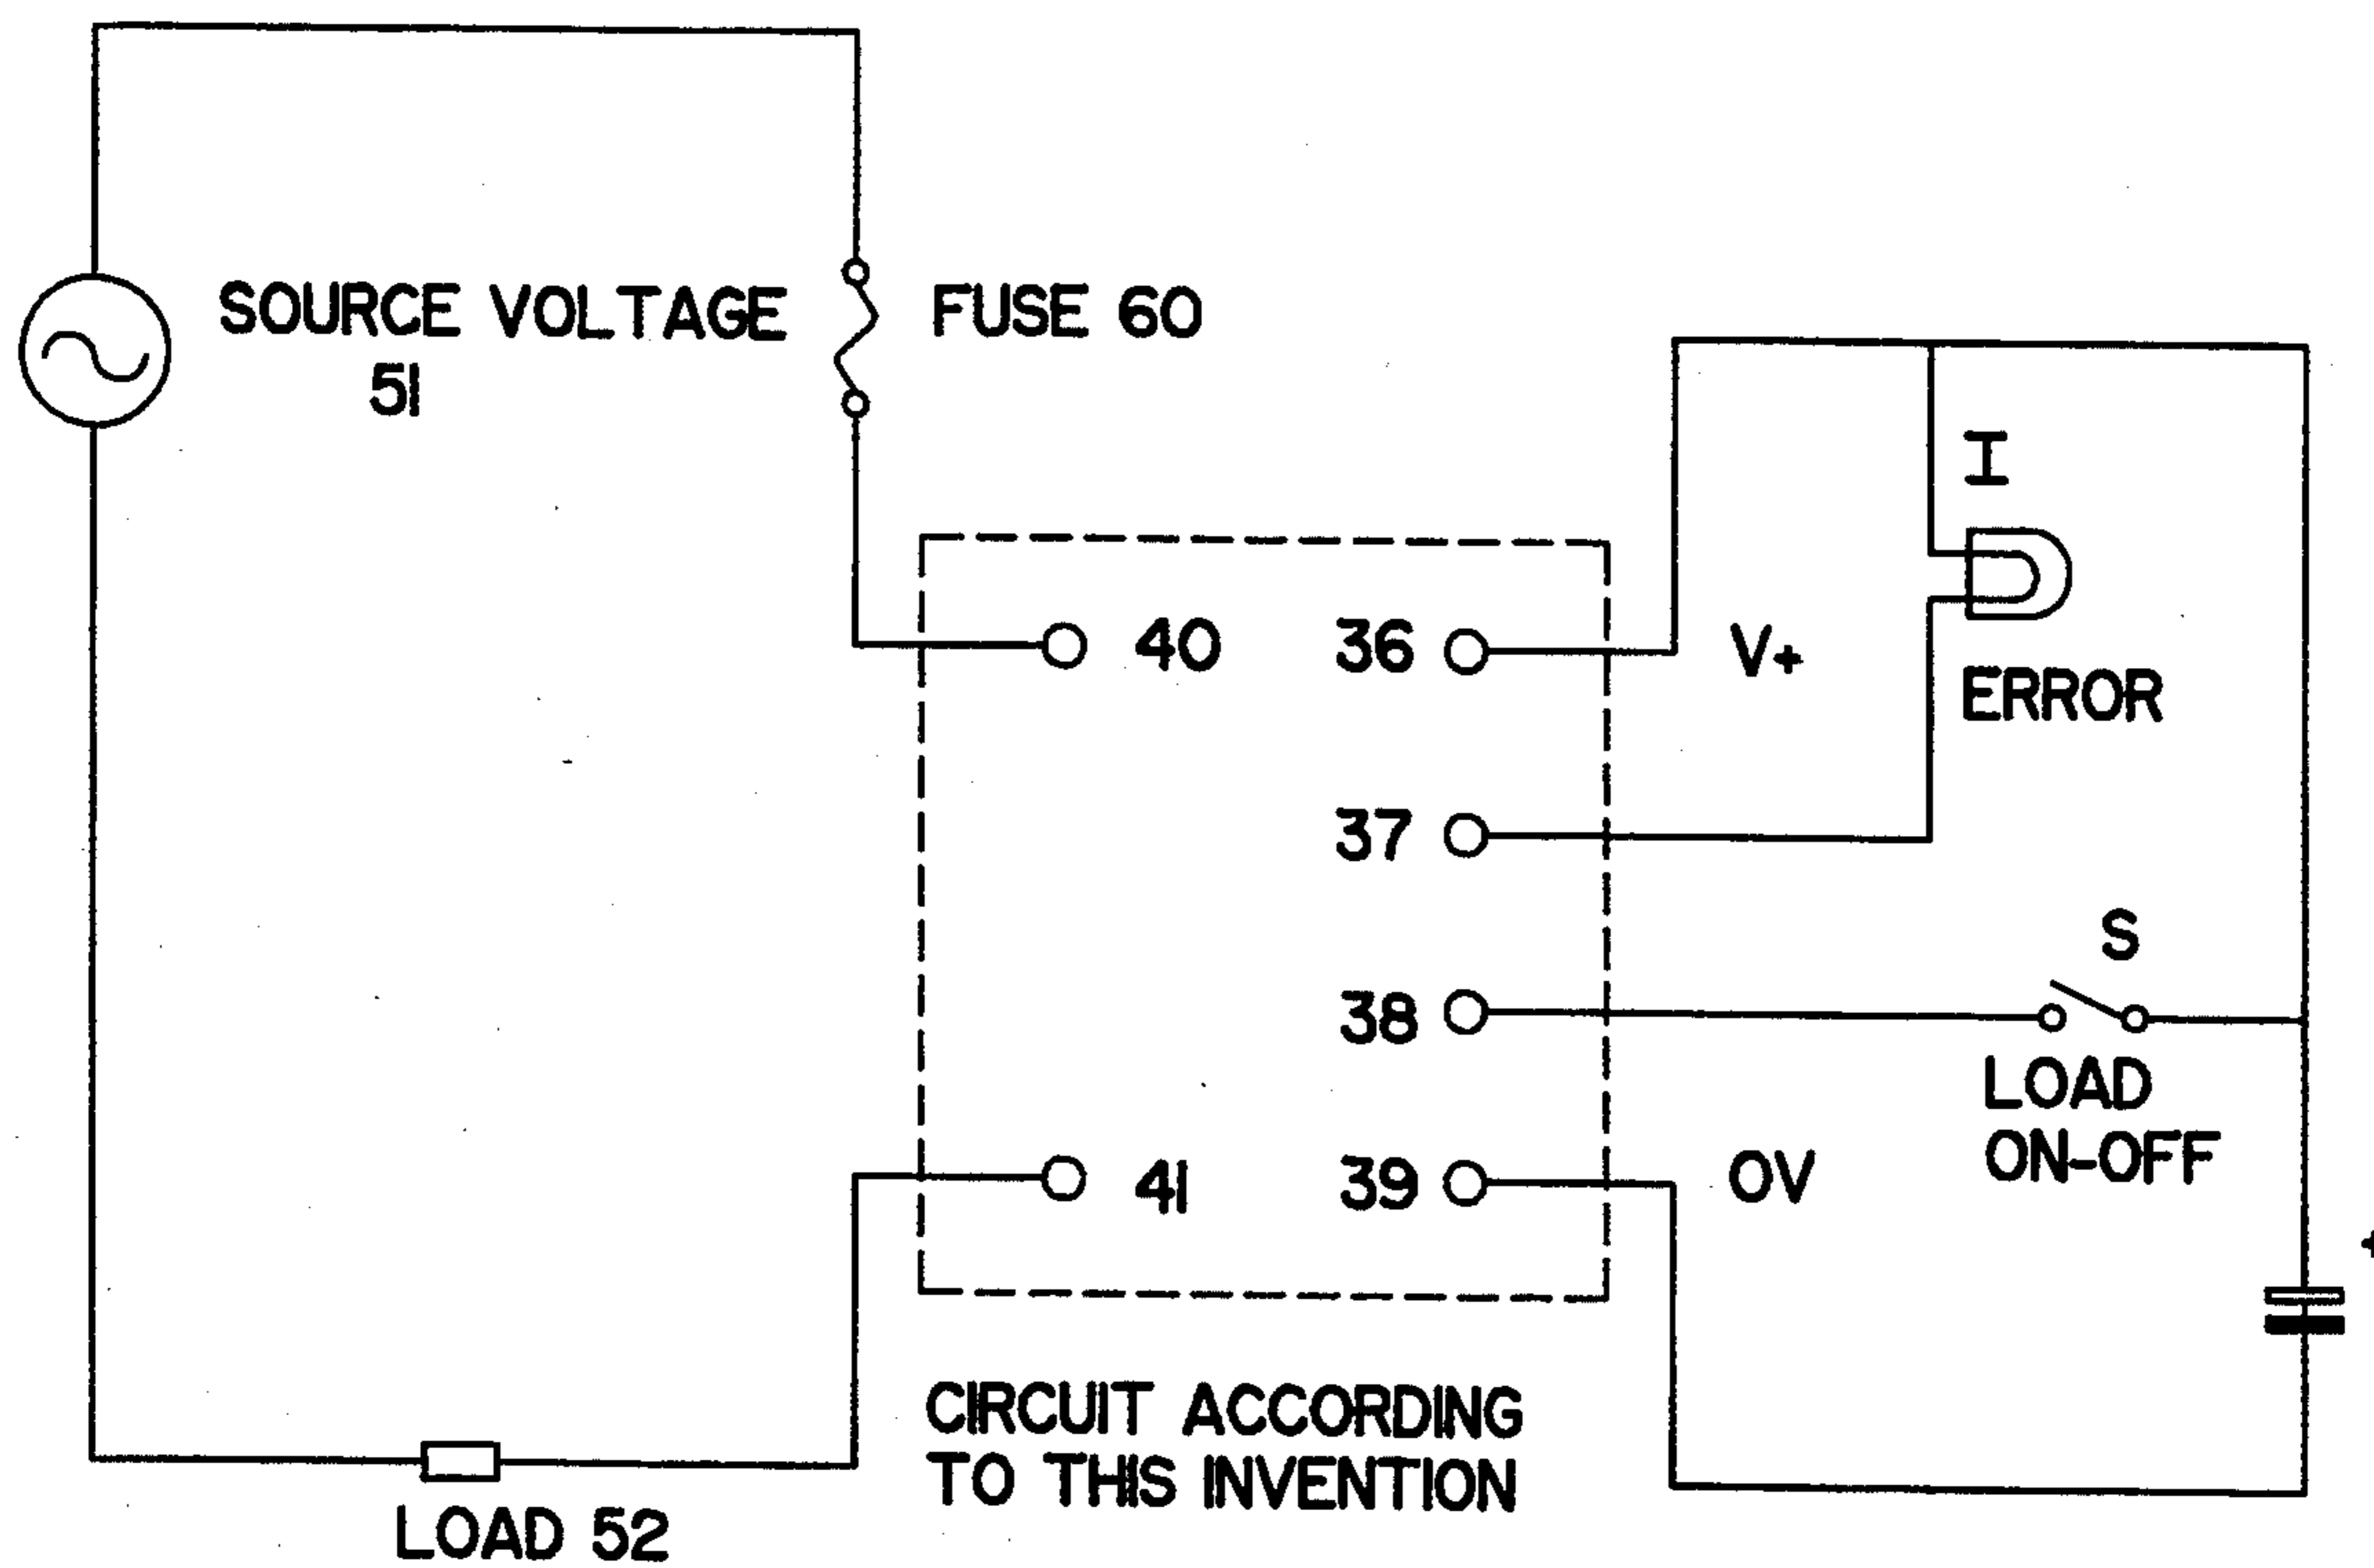 SOURCE VOLTAGE
51
FUSE 60
I
ERROR
40
36
V+
37
S
38
LOAD
ON-OFF
41
39
OV
+
CIRCUIT ACCORDING
TO THIS INVENTION
LOAD 52